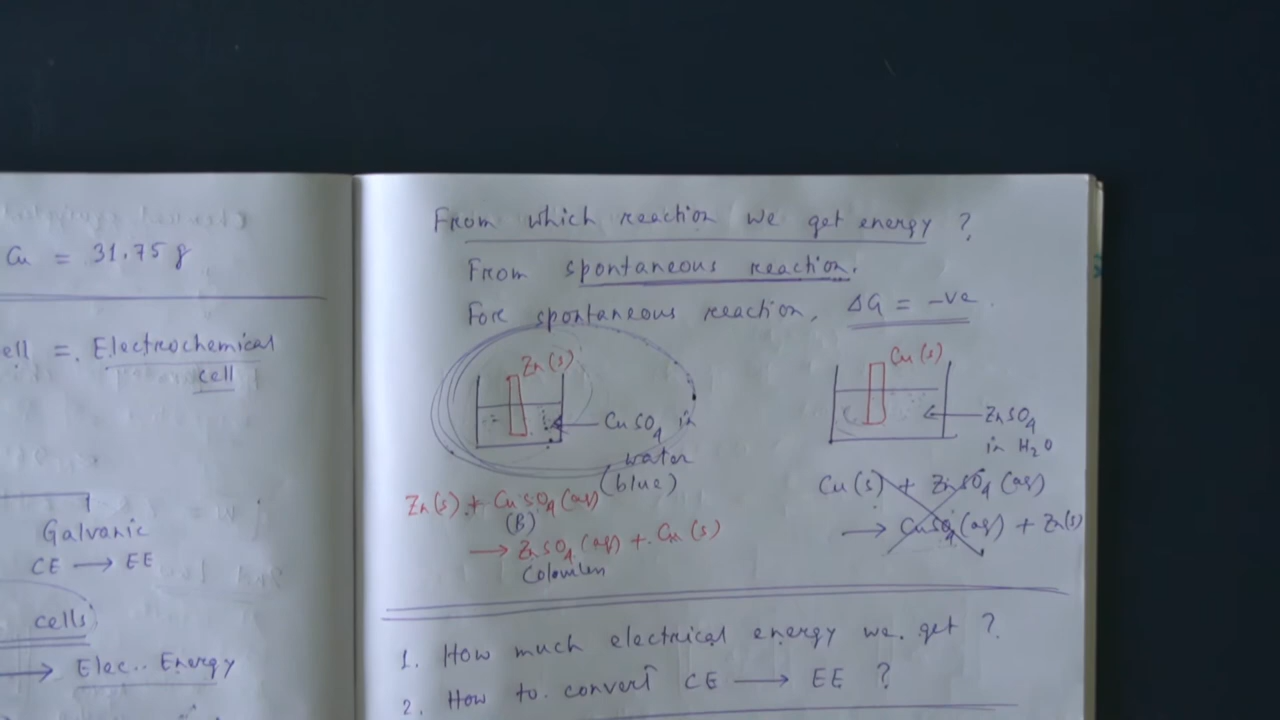 Cu = 31.75 g
ell = Electrochemical
cell
Galvanic
CE → EE
cells
→ Elec.. Energy
From which reaction we get energy ?
From spontaneous reaction.
For spontaneous reaction, ΔG = -ve.
Zn(s)
CuSO4 in
water
(blue)
Zn(s) + CuSO4 (aq)
(B)
→ ZnSO4 (aq) + Cu (s)
Cu(s)
ZnSO4
in H2O
Cu(s) + ZnSO4 (aq)
→ CuSO4 (aq) + Zn(s)
1. How much electrical energy we get ?
2. How to convert CE → EE ?